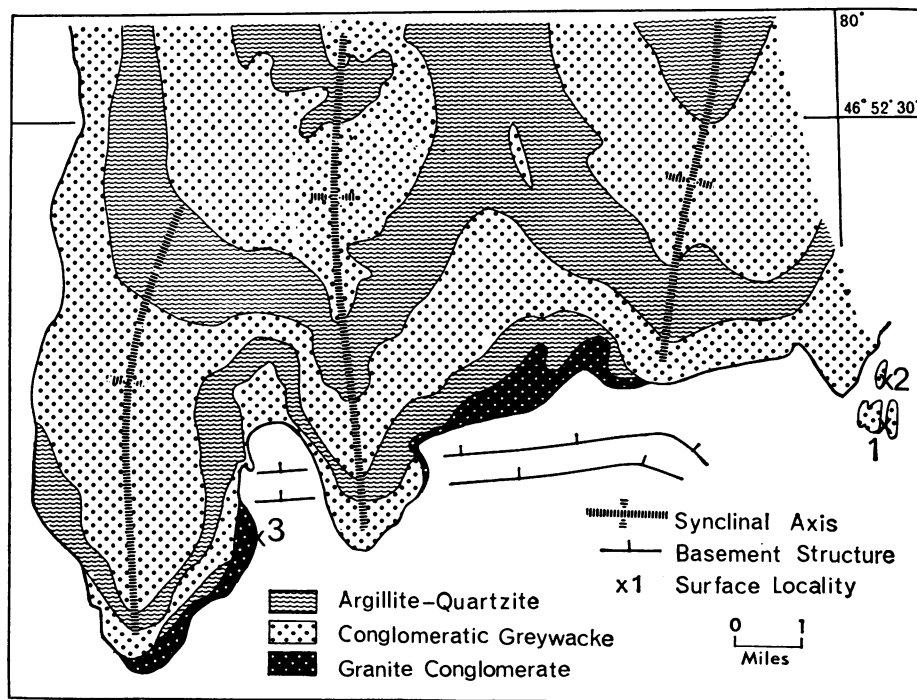 80°
46° 52' 30"
x2
1
x3
Synclinal Axis
Basement Structure
x1 Surface Locality
Argillite-Quartzite
Conglomeratic Greywacke
Granite Conglomerate
0 1
Miles